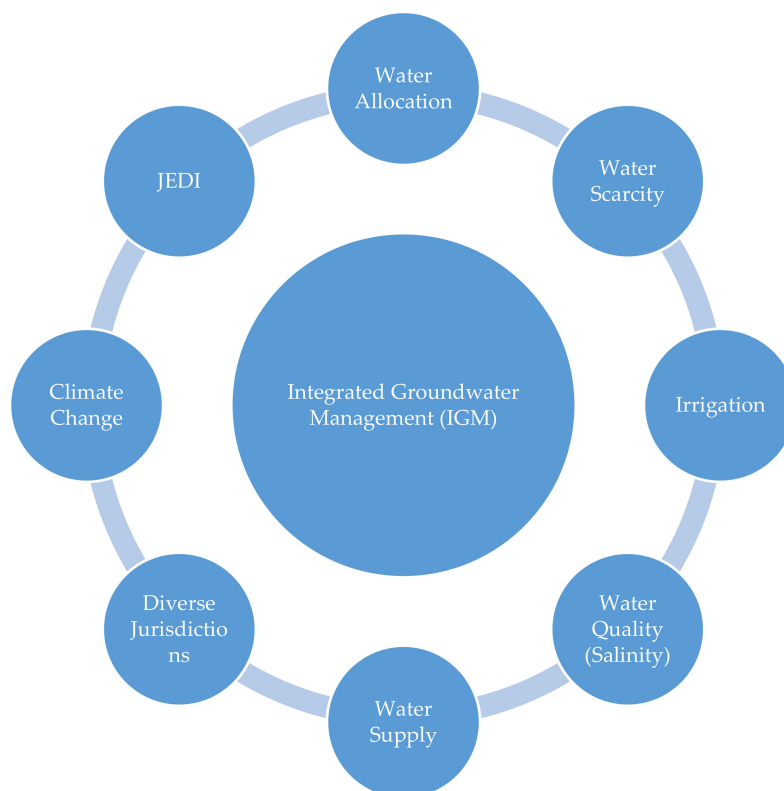 Water
Allocation
JEDI
Water
Scarcity
Climate
Change
Integrated Groundwater
Management (IGM)
Irrigation
Diverse
Jurisdictio
ns
Water
Quality
(Salinity)
Water
Supply